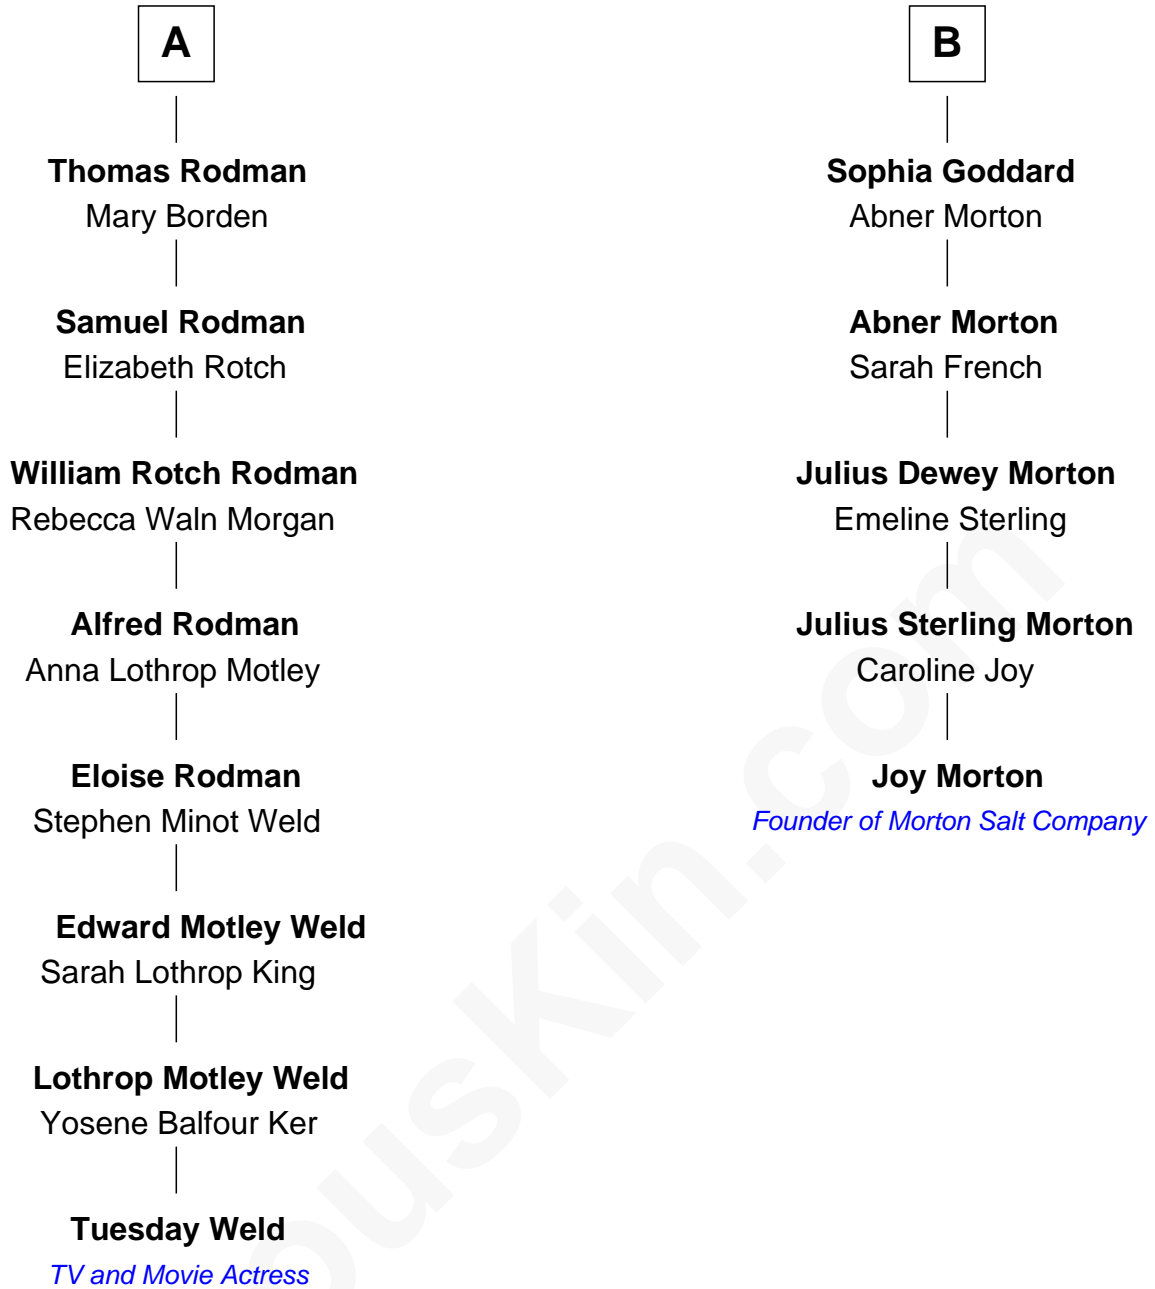 A
Thomas Rodman
Mary Borden
Samuel Rodman
Elizabeth Rotch
William Rotch Rodman
Rebecca Waln Morgan
Alfred Rodman
Anna Lothrop Motley
Eloise Rodman
Stephen Minot Weld
Edward Motley Weld
Sarah Lothrop King
Lothrop Motley Weld
Yosene Balfour Ker
Tuesday Weld
TV and Movie Actress
B
Sophia Goddard
Abner Morton
Abner Morton
Sarah French
Julius Dewey Morton
Emeline Sterling
Julius Sterling Morton
Caroline Joy
Joy Morton
Founder of Morton Salt Company
ousKin.com